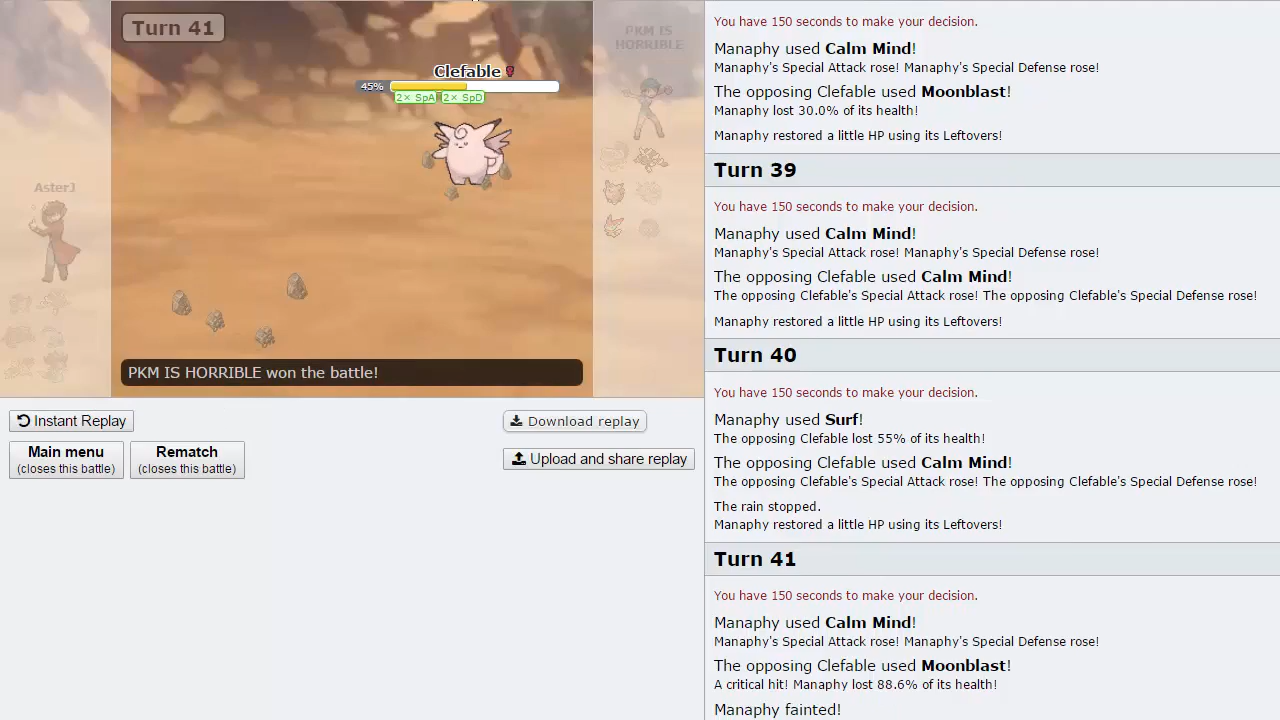 Turn 41
PKM IS
HORRIBLE
Clefable
45%
2× SpA 2× SpD
AsterJ
PKM IS HORRIBLE won the battle!
Instant Replay
Download replay
Main menu
(closes this battle)
Rematch
(closes this battle)
Upload and share replay
You have 150 seconds to make your decision.
Manaphy used Calm Mind!
Manaphy's Special Attack rose! Manaphy's Special Defense rose!
The opposing Clefable used Moonblast!
Manaphy lost 30.0% of its health!
Manaphy restored a little HP using its Leftovers!
Turn 39
You have 150 seconds to make your decision.
Manaphy used Calm Mind!
Manaphy's Special Attack rose! Manaphy's Special Defense rose!
The opposing Clefable used Calm Mind!
The opposing Clefable's Special Attack rose! The opposing Clefable's Special Defense rose!
Manaphy restored a little HP using its Leftovers!
Turn 40
You have 150 seconds to make your decision.
Manaphy used Surf!
The opposing Clefable lost 55% of its health!
The opposing Clefable used Calm Mind!
The opposing Clefable's Special Attack rose! The opposing Clefable's Special Defense rose!
The rain stopped.
Manaphy restored a little HP using its Leftovers!
Turn 41
You have 150 seconds to make your decision.
Manaphy used Calm Mind!
Manaphy's Special Attack rose! Manaphy's Special Defense rose!
The opposing Clefable used Moonblast!
A critical hit! Manaphy lost 88.6% of its health!
Manaphy fainted!